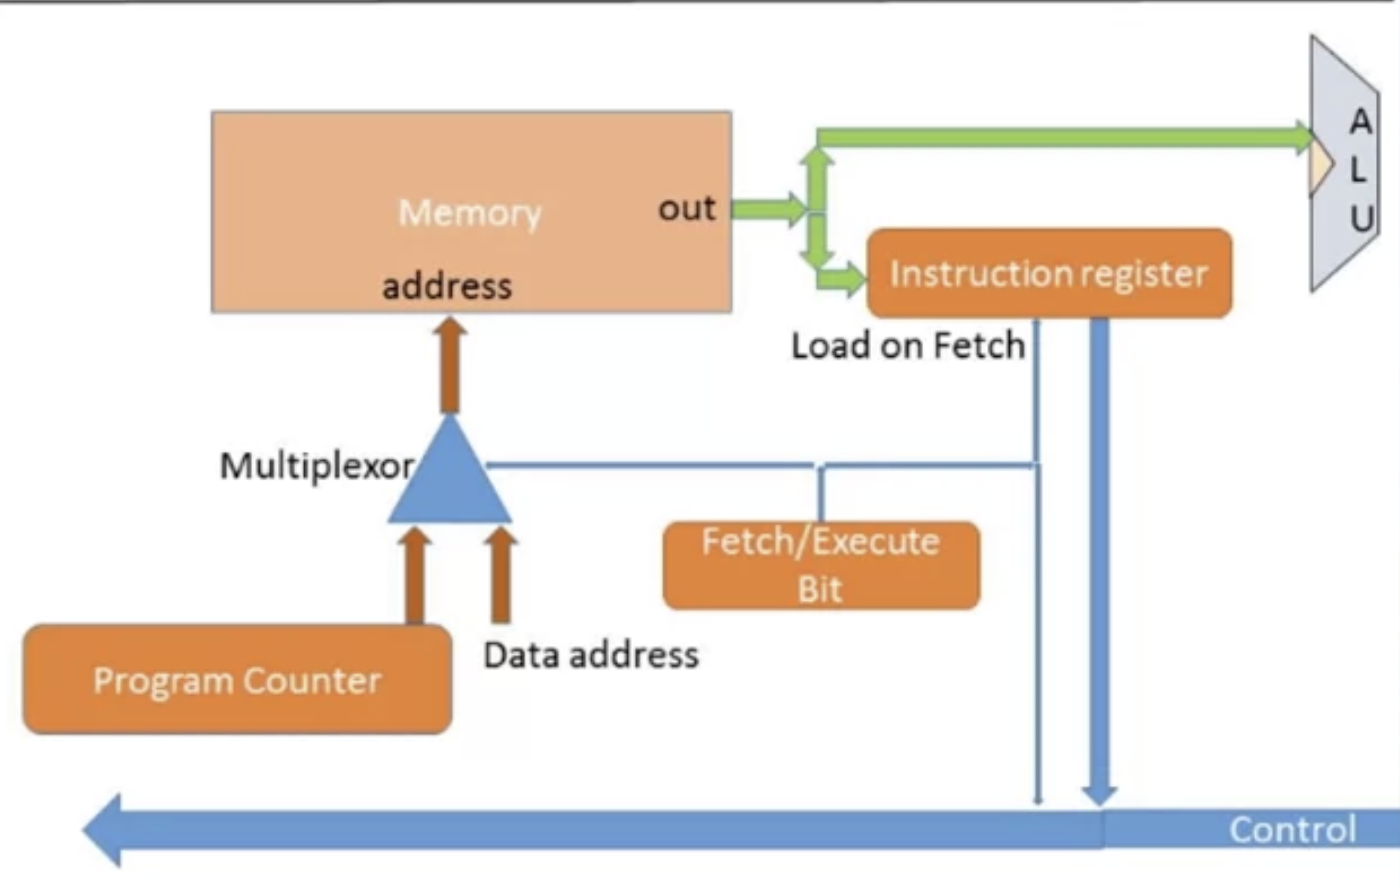 Memory
out
address
A
L
U
Instruction register
Load on Fetch
Multiplexor
Fetch/Execute
Bit
Data address
Program Counter
Control